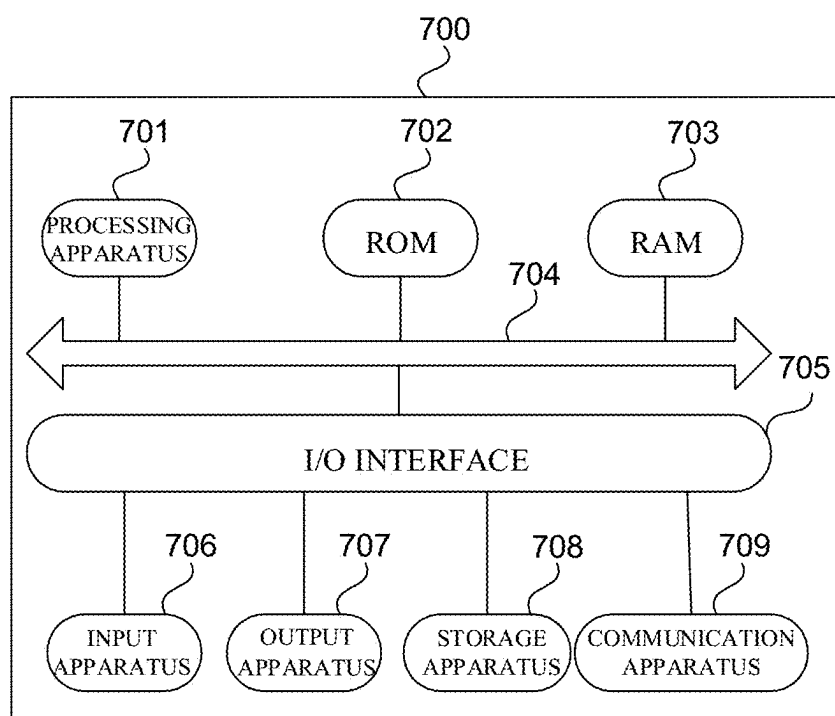 700
701
702
703
PROCESSING
APPARATUS
ROM
RAM
704
705
I/O INTERFACE
706
707
708
709
INPUT
APPARATUS
OUTPUT
APPARATUS
STORAGE
APPARATUS
COMMUNICATION
APPARATUS